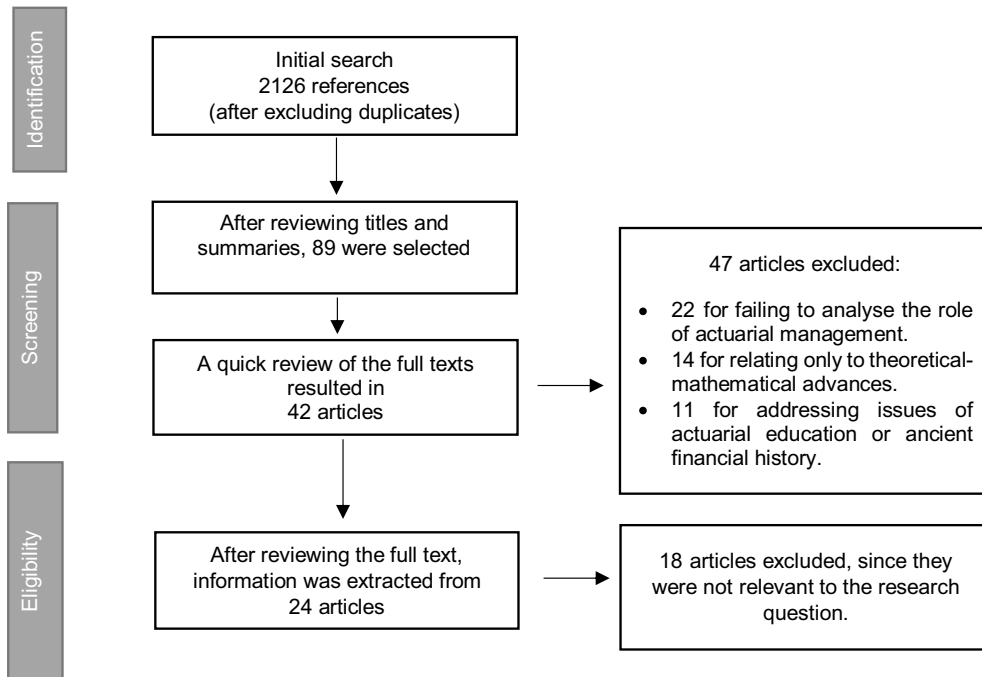 Identification
Initial search
2126 references
(after excluding duplicates)
Screening
After reviewing titles and
summaries, 89 were selected
A quick review of the full texts
resulted in
42 articles
47 articles excluded:
• 22 for failing to analyse the role
of actuarial management.
• 14 for relating only to theoretical-
mathematical advances.
• 11 for addressing issues of
actuarial education or ancient
financial history.
Eligibility
After reviewing the full text,
information was extracted from
24 articles
18 articles excluded, since they
were not relevant to the research
question.